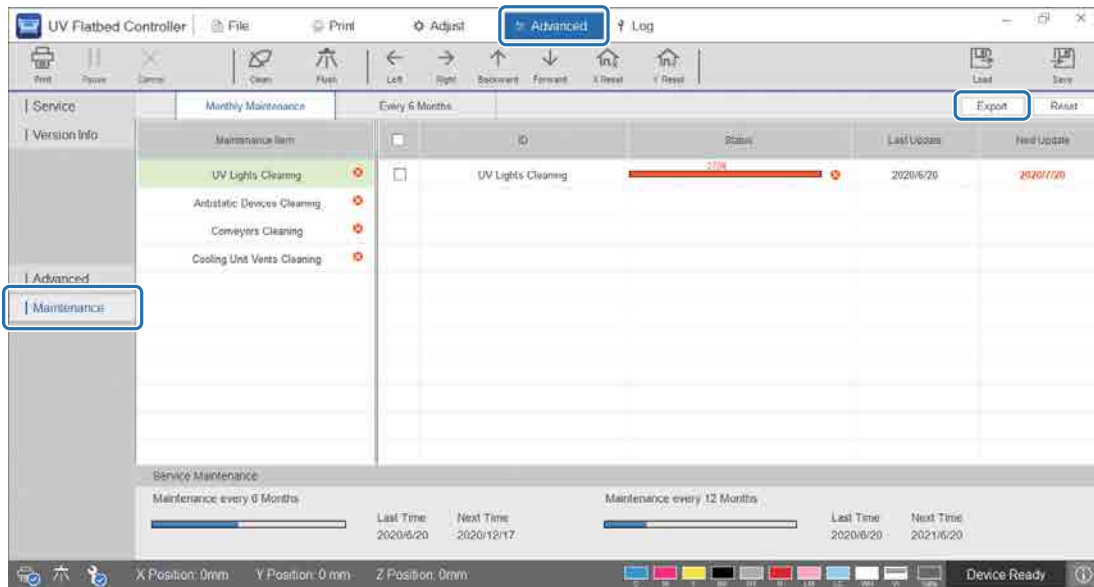 UV Flatbed Controller File Print Adjust Advanced Log
Print Pause Cancel Clean Flush Left Right Backward Forward X Reset Y Reset Load Save
Service Monthly Maintenance Every 6 Months Export Reset
Version Info Maintenance Item ID Status Last Update Next Update
UV Lights Cleaning UV Lights Cleaning 2020/6/20 2020/7/20
Antistatic Devices Cleaning
Conveyors Cleaning
Cooling Unit Vents Cleaning
Advanced
Maintenance
Service Maintenance
Maintenance every 6 Months Maintenance every 12 Months
Last Time Next Time Last Time Next Time
2020/6/20 2020/12/17 2020/6/20 2021/6/20
X Position: 0mm Y Position: 0 mm Z Position: 0mm Device Ready